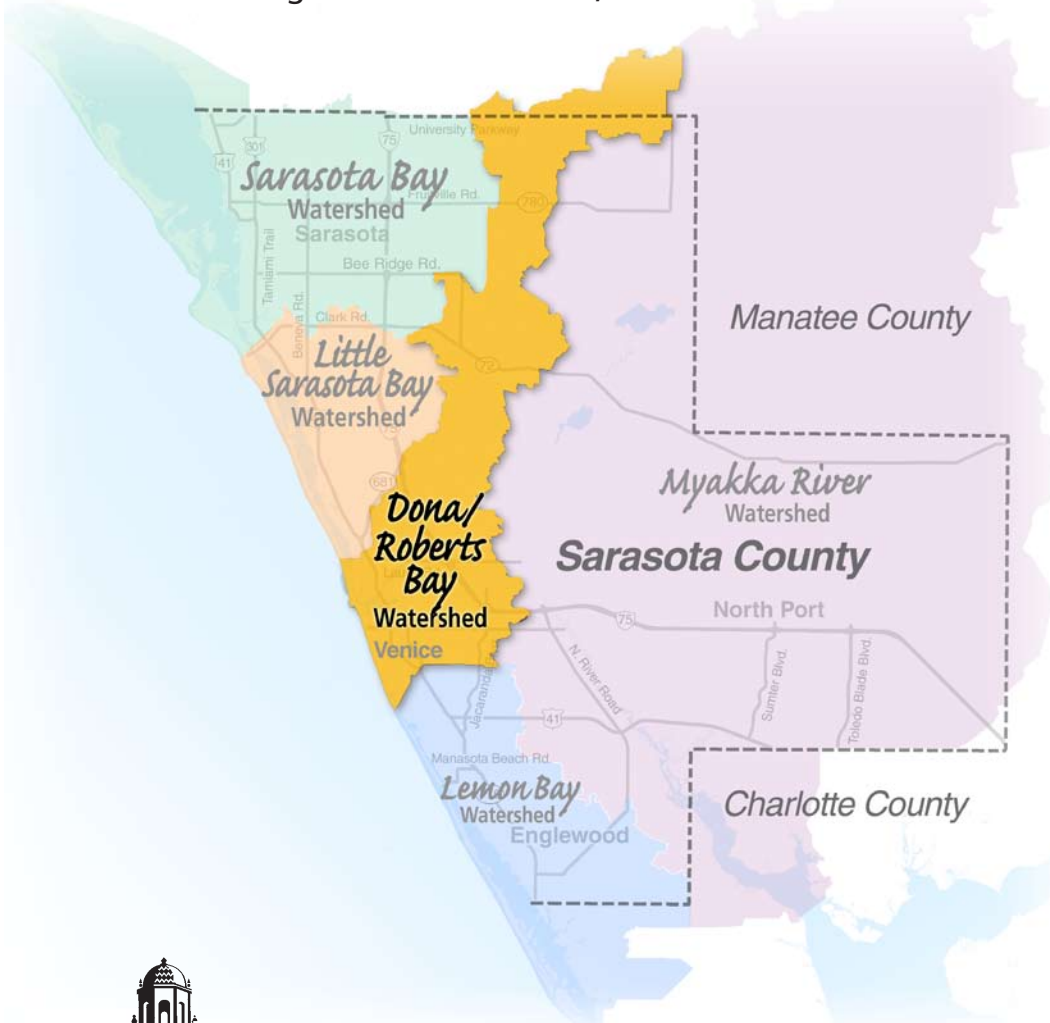 University Parkway
41
301
75
Sarasota Bay
Watershed
Fruitville Rd.
780
Sarasota
Tamiami Trail
Beneva Rd.
Bee Ridge Rd.
Clark Rd.
Little
Sarasota Bay
Watershed
72
75
681
Manatee County
Myakka River
Watershed
Sarasota County
Dona/
Roberts
Bay
Watershed
Venice
North Port
75
N. River Road
Sumter Blvd.
Toledo Blade Blvd.
41
Manasota Beach Rd.
Lemon Bay
Watershed
Englewood
Charlotte County